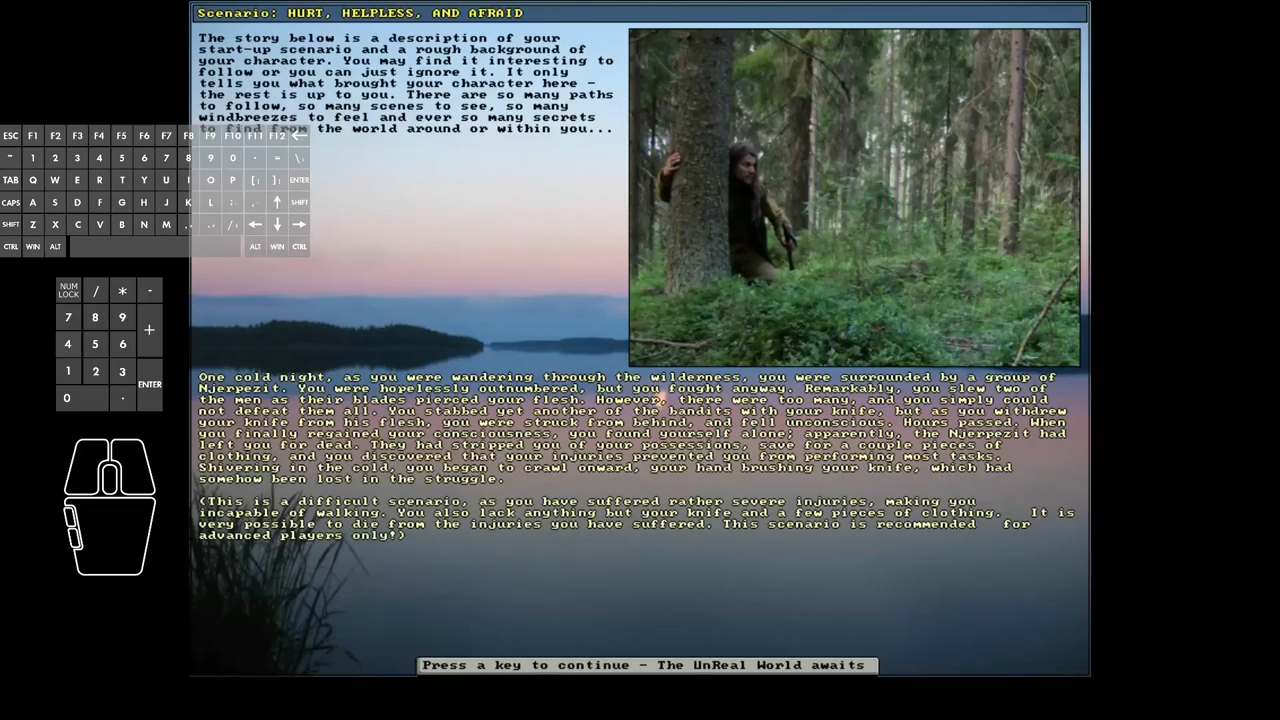 Scenario: HURT, HELPLESS, AND AFRAID
The story below is a description of your
start-up scenario and a rough background of
your character. You may find it interesting to
follow or you can just ignore it. It only
tells you what brought your character here -
the rest is up to you. There are so many paths
to follow, so many scenes to see, so many
windbreezes to feel and ever so many secrets
to find from the world around or within you...
ESC F1 F2 F3 F4 F5 F6 F7 F8 F9 F10 F11 F12
~ 1 2 3 4 5 6 7 8 9 0 - = \
TAB Q W E R T Y U I O P [ ] ENTER
CAPS A S D F G H J K L ; SHIFT
SHIFT Z X C V B N M , . /
CTRL WIN ALT ALT WIN CTRL
NUM LOCK / * -
7 8 9 +
4 5 6
1 2 3 ENTER
0 .
One cold night, as you were wandering through the wilderness, you were surrounded by a group of
Njerpezit. You were hopelessly outnumbered, but you fought anyway. Remarkably, you slew two of
the men as their blades pierced your flesh. However, there were too many, and you simply could
not defeat them all. You stabbed yet another of the bandits with your knife, but as you withdrew
your knife from his flesh, you were struck from behind, and fell unconscious. Hours passed. When
you finally regained your consciousness, you found yourself alone; apparently, the Njerpezit had
left you for dead. They had stripped you of your possessions, save for a couple pieces of
clothing, and you discovered that your injuries prevented you from performing most tasks.
Shivering in the cold, you began to crawl onward, your hand brushing your knife, which had
somehow been lost in the struggle.
(This is a difficult scenario, as you have suffered rather severe injuries, making you
incapable of walking. You also lack anything but your knife and a few pieces of clothing. It is
very possible to die from the injuries you have suffered. This scenario is recommended for
advanced players only!)
Press a key to continue - The UnReal World awaits